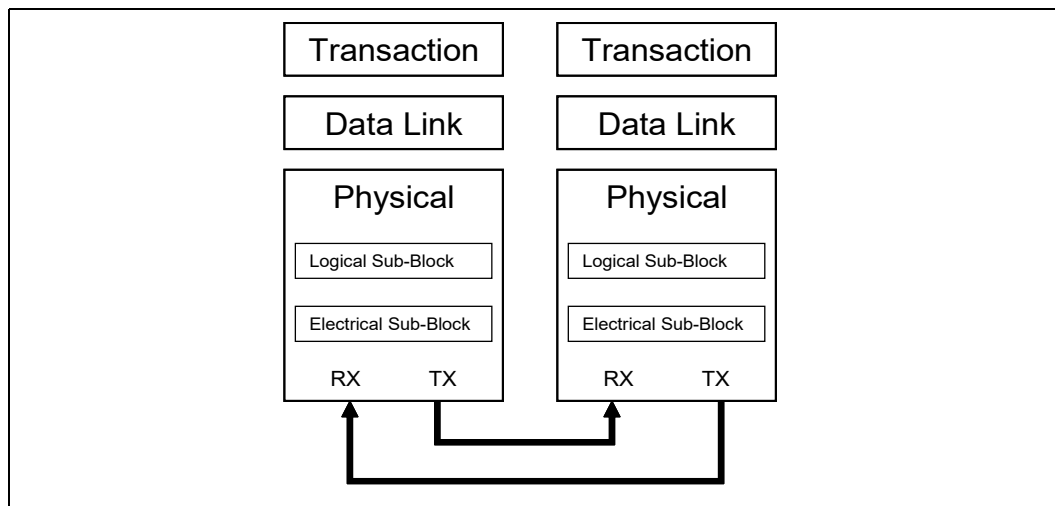 Transaction
Transaction
Data Link
Data Link
Physical
Physical
Logical Sub-Block
Logical Sub-Block
Electrical Sub-Block
Electrical Sub-Block
RX
TX
RX
TX